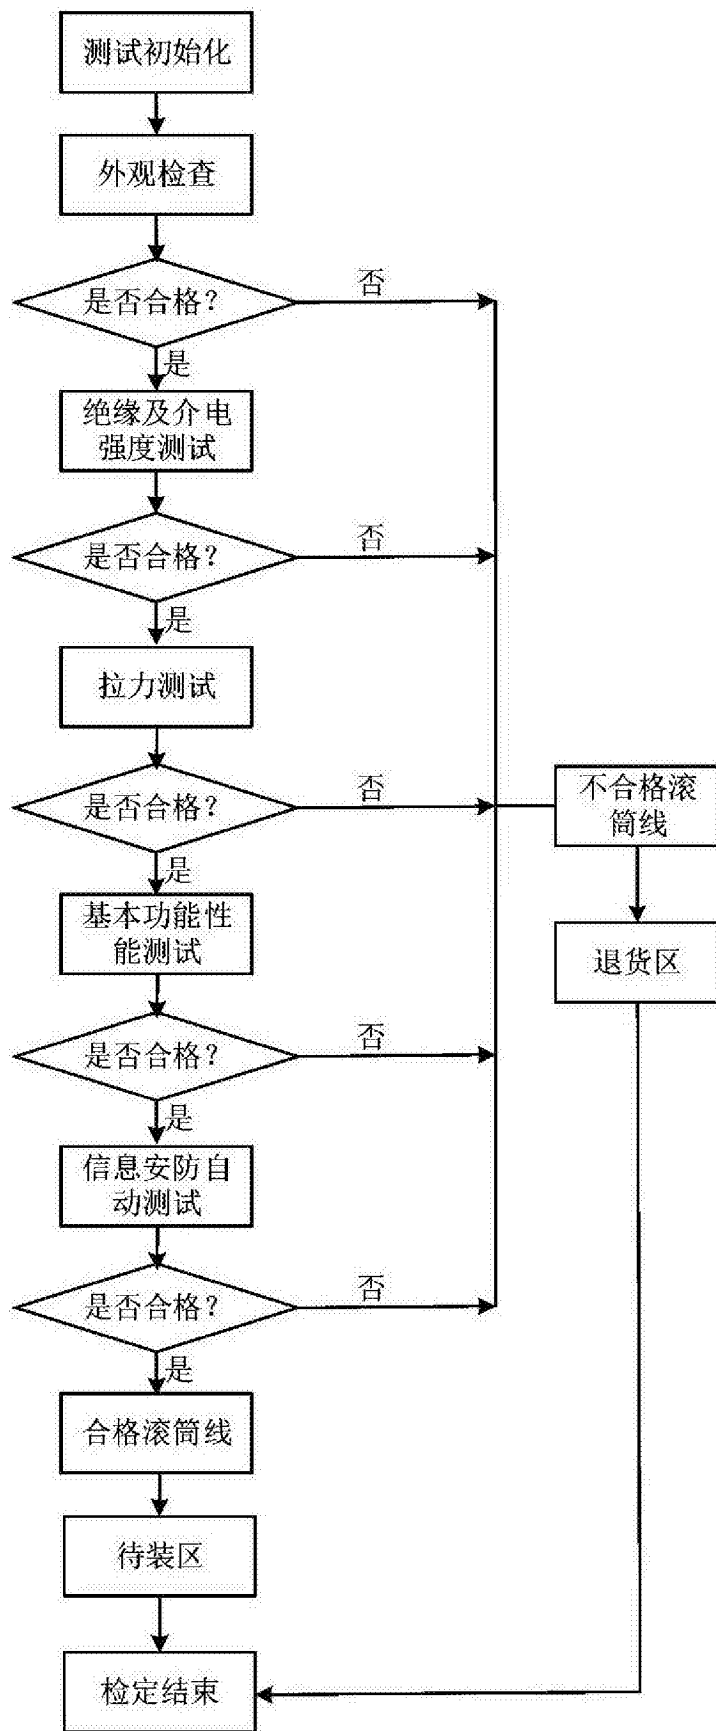 测试初始化
外观检查
是否合格？
否
是
绝缘及介电
强度测试
是否合格？
否
是
拉力测试
是否合格？
否
是
不合格滚
筒线
基本功能性
能测试
退货区
是否合格？
否
是
信息安防自
动测试
是否合格？
否
是
合格滚筒线
待装区
检定结束